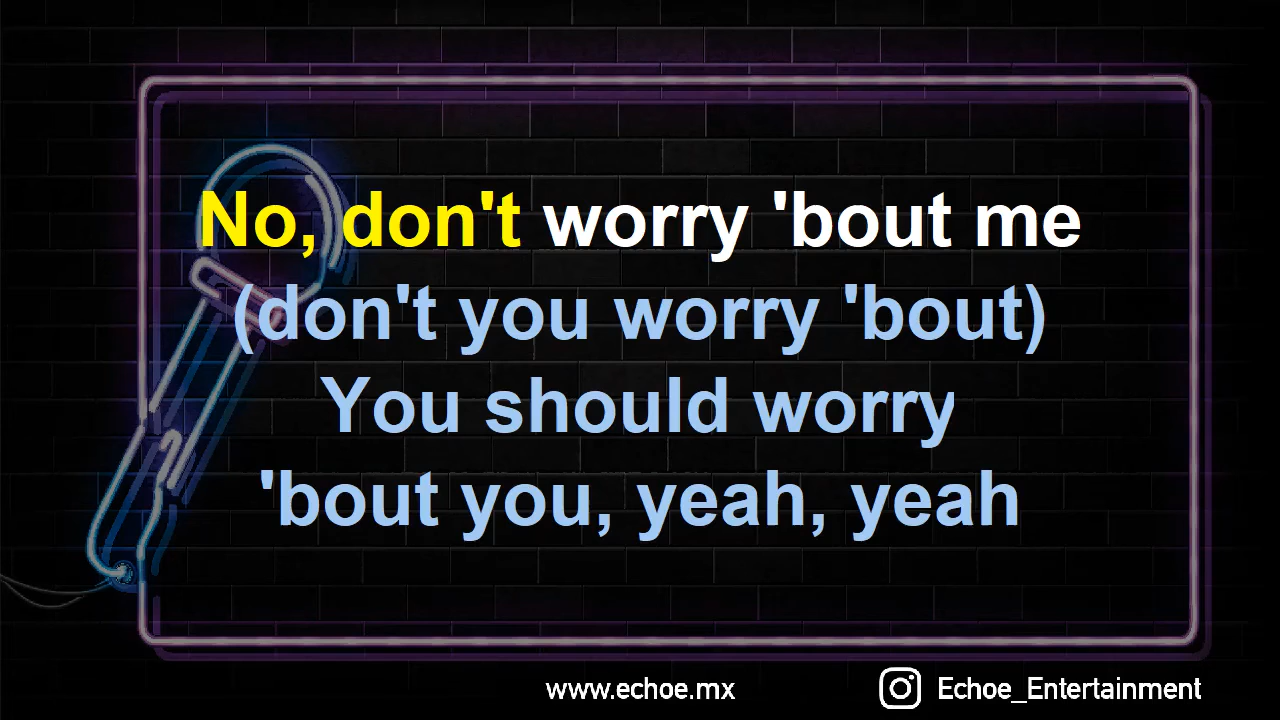 No, don't worry 'bout me
(don't you worry 'bout)
You should worry
'bout you, yeah, yeah
www.echoe.mx
Echoe_Entertainment